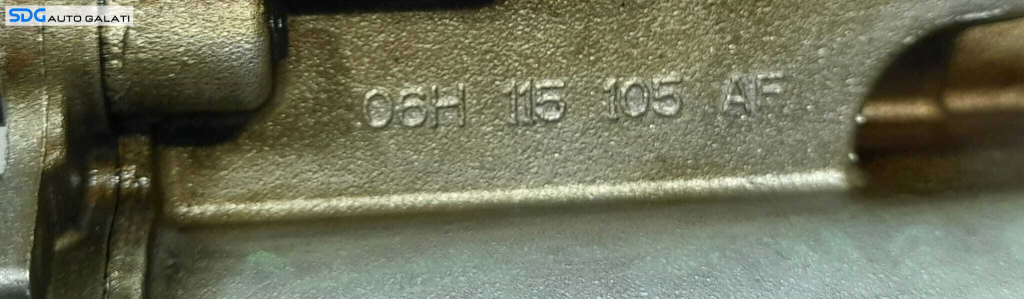 SDG AUTO GALATI
06H 115 105 AF